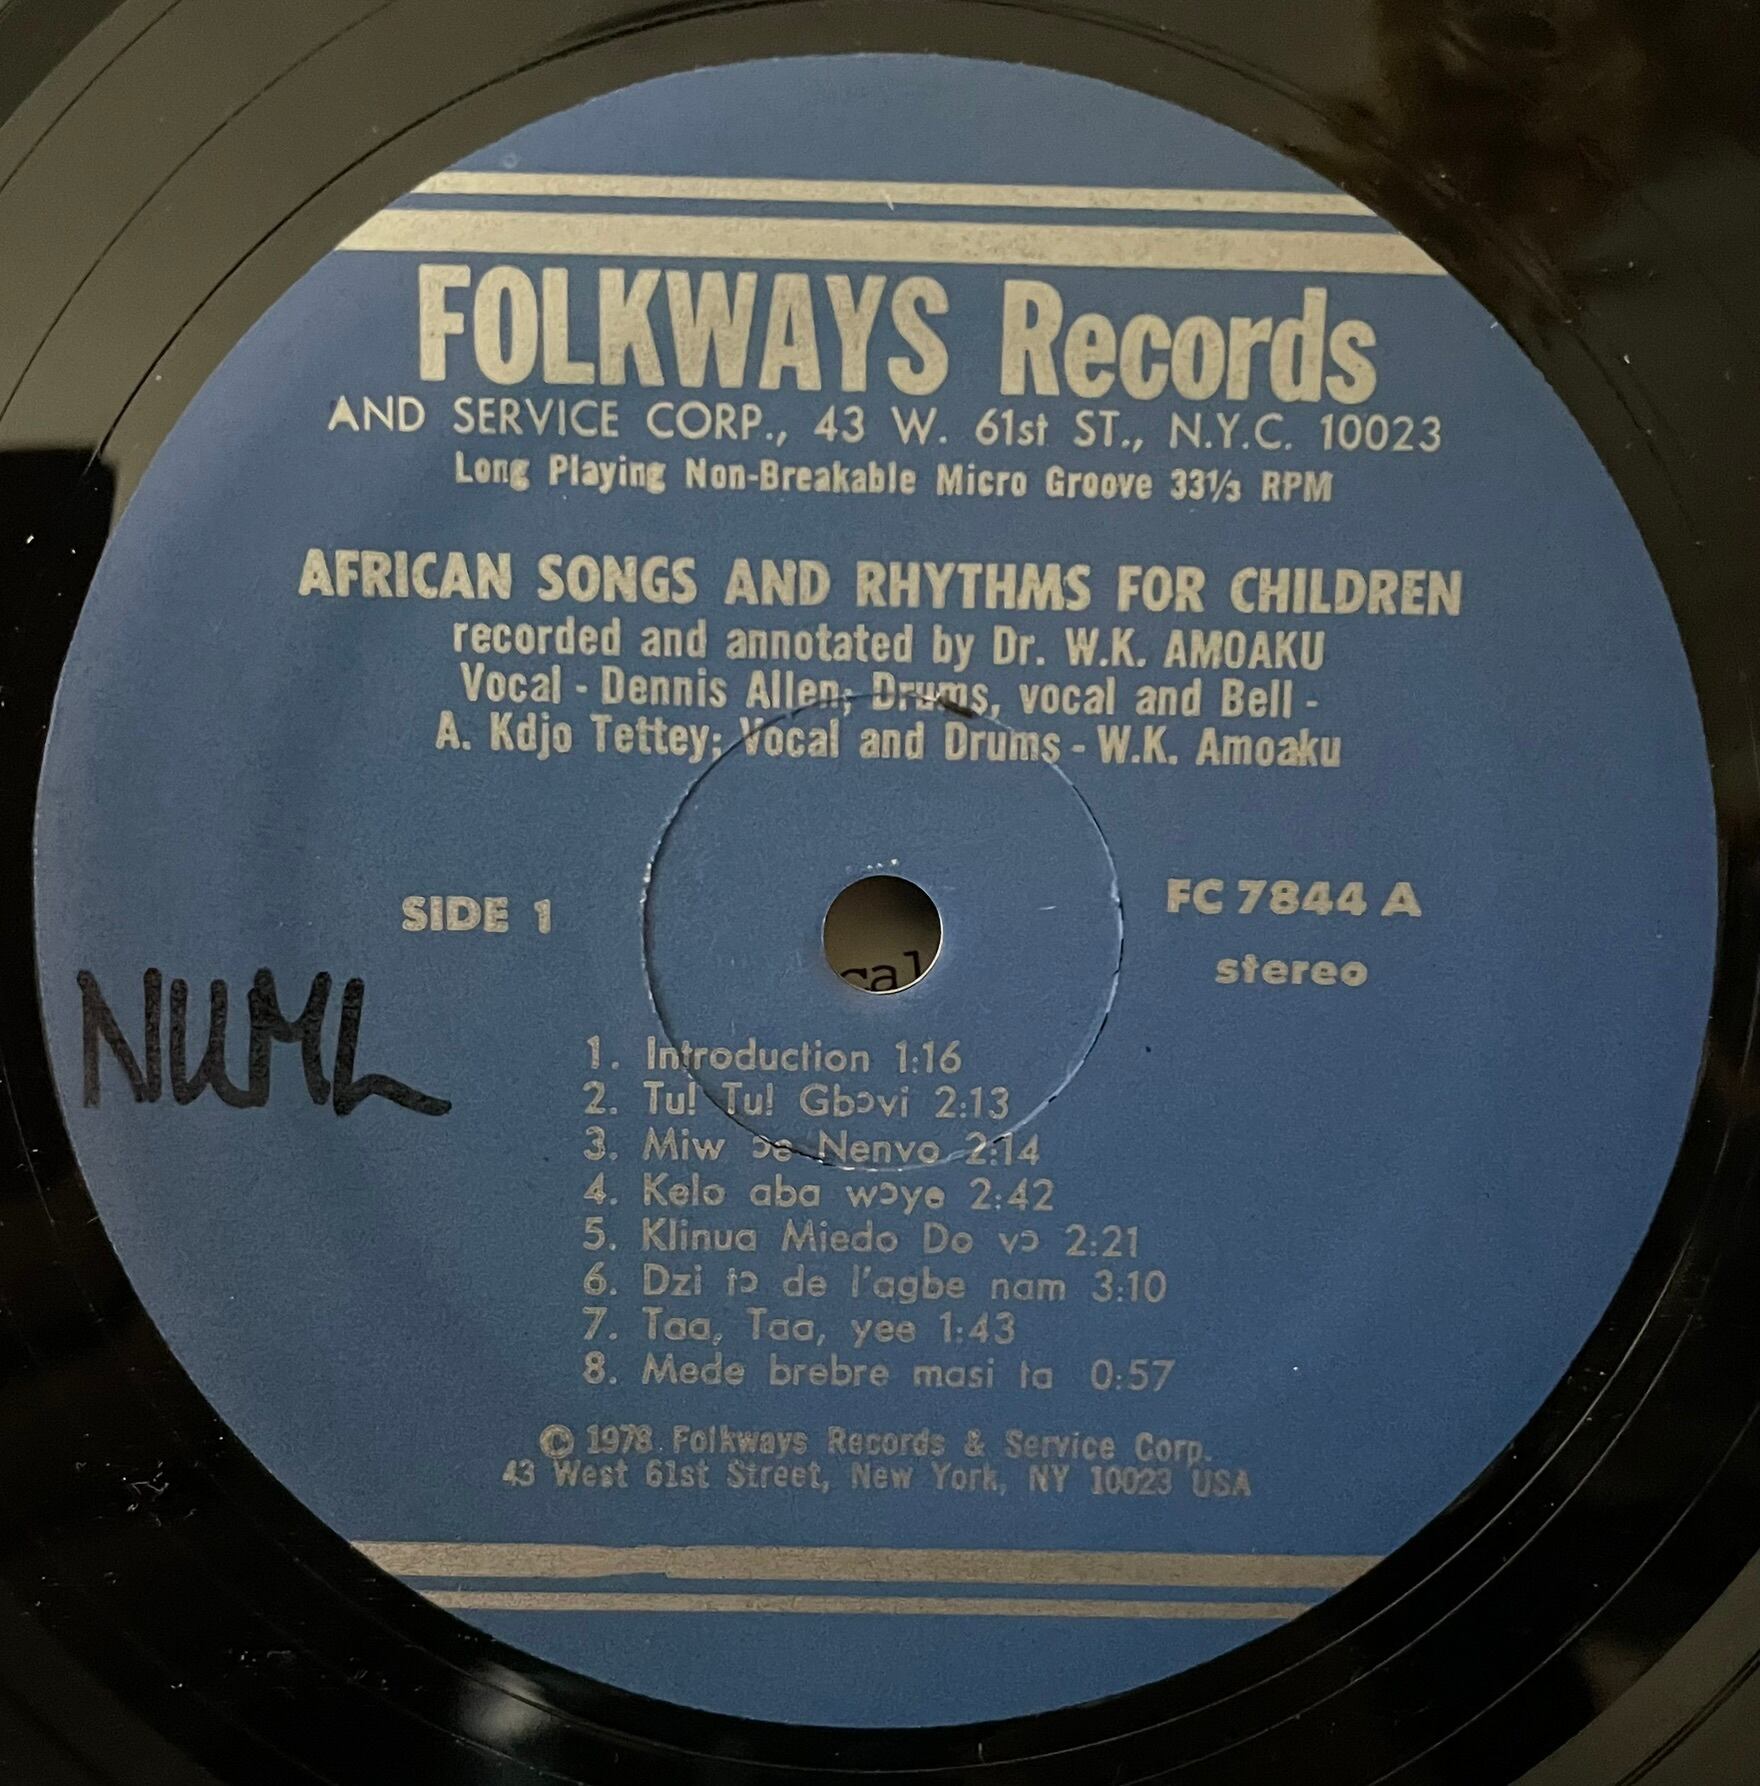 FOLKWAYS Records
AND SERVICE CORP., 43 W. 61st ST., N.Y.C. 10023
Long Playing Non-Breakable Micro Groove 33⅓ RPM
AFRICAN SONGS AND RHYTHMS FOR CHILDREN
recorded and annotated by Dr. W.K. AMOAKU
Vocal - Dennis Allen; Drums, vocal and Bell -
A. Kdjo Tettey; Vocal and Drums - W.K. Amoaku
SIDE 1
FC 7844 A
stereo
NUML
1. Introduction 1:16
2. Tu! Tu! Gbɔvi 2:13
3. Miw ɔe Nenvo 2:14
4. Kelo aba wɔye 2:42
5. Klinua Miedo Do vɔ 2:21
6. Dzi tɔ de l'agbe nam 3:10
7. Taa, Taa, yee 1:43
8. Mede brebre masi ta 0:57
© 1978 Folkways Records & Service Corp.
43 West 61st Street, New York, NY 10023 USA